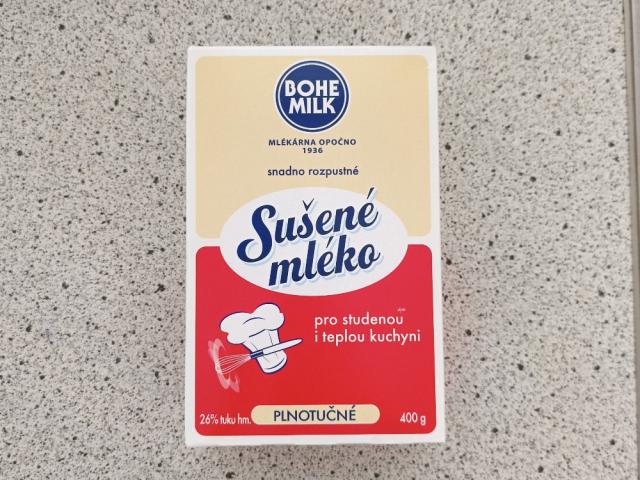 BOHE
MILK
MLÉKÁRNA OPOČNO
1936
snadno rozpustné
Sušené
mléko
pro studenou
i teplou kuchyni
26% tuku hm.
PLNOTUČNÉ
400 g